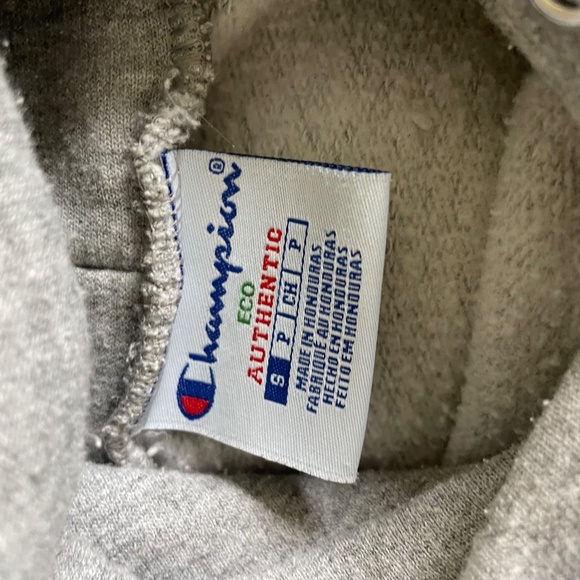 Champion®
ECO
AUTHENTIC
S P CH P
MADE IN HONDURAS
FABRIQUÉ AU HONDURAS
HECHO EN HONDURAS
FEITO EM HONDURAS